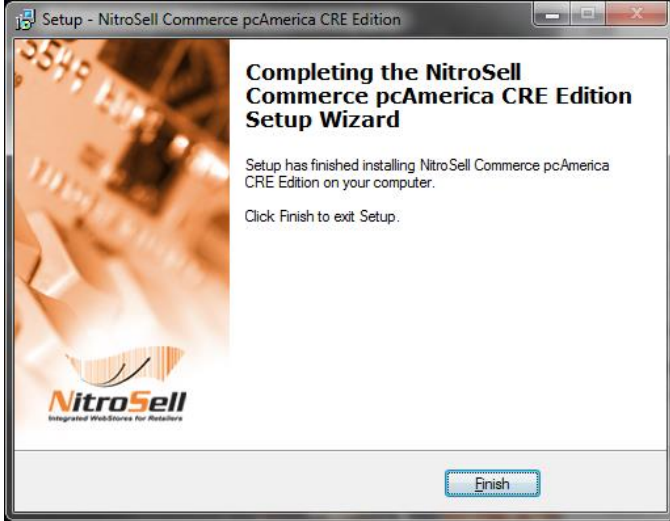 Setup - NitroSell Commerce pcAmerica CRE Edition
Completing the NitroSell
Commerce pcAmerica CRE Edition
Setup Wizard
Setup has finished installing NitroSell Commerce pcAmerica
CRE Edition on your computer.
Click Finish to exit Setup.
NitroSell
Integrated WebStores for Retailers
Finish